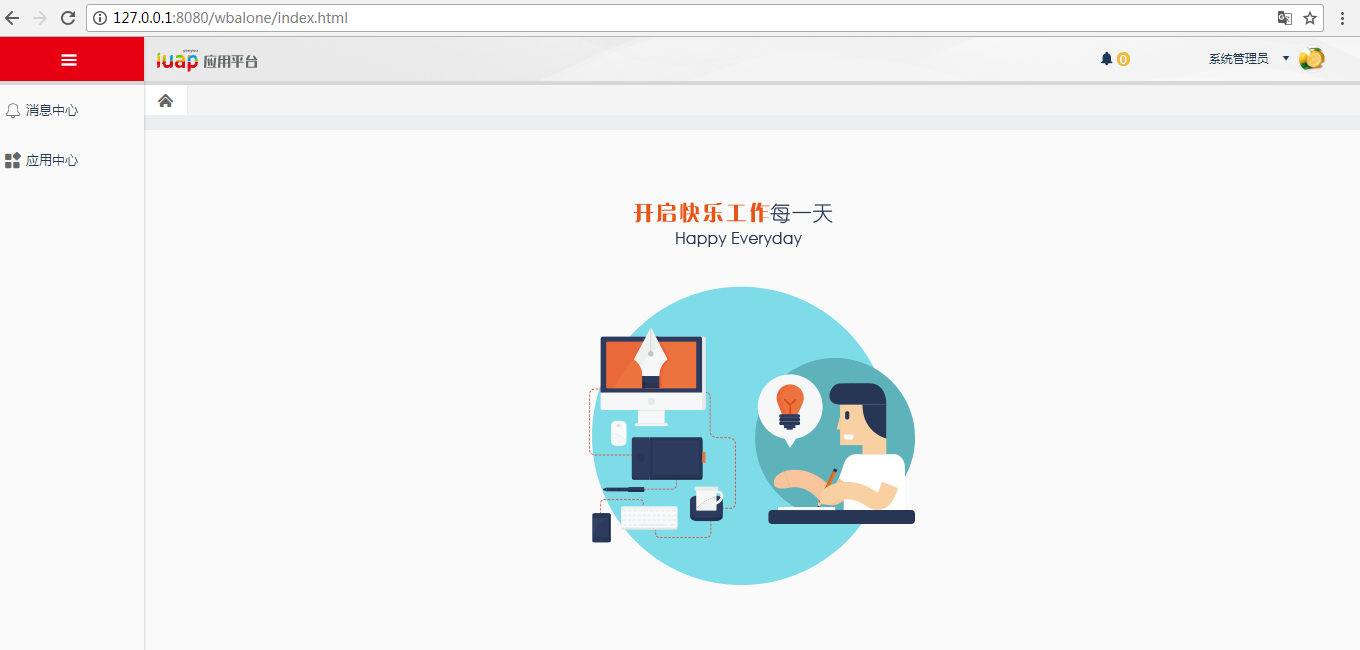 127.0.0.1:8080/wbalone/index.html
iuap 应用平台
0
系统管理员
消息中心
应用中心
开启快乐工作每一天
Happy Everyday